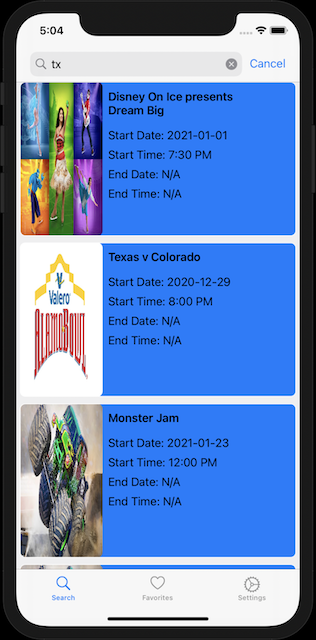 5:04
tx
Cancel
Disney On Ice presents
Dream Big
Start Date: 2021-01-01
Start Time: 7:30 PM
End Date: N/A
End Time: N/A
Valero
ALAMO BOWL
Texas v Colorado
Start Date: 2020-12-29
Start Time: 8:00 PM
End Date: N/A
End Time: N/A
Monster Jam
Start Date: 2021-01-23
Start Time: 12:00 PM
End Date: N/A
End Time: N/A
Search
Favorites
Settings